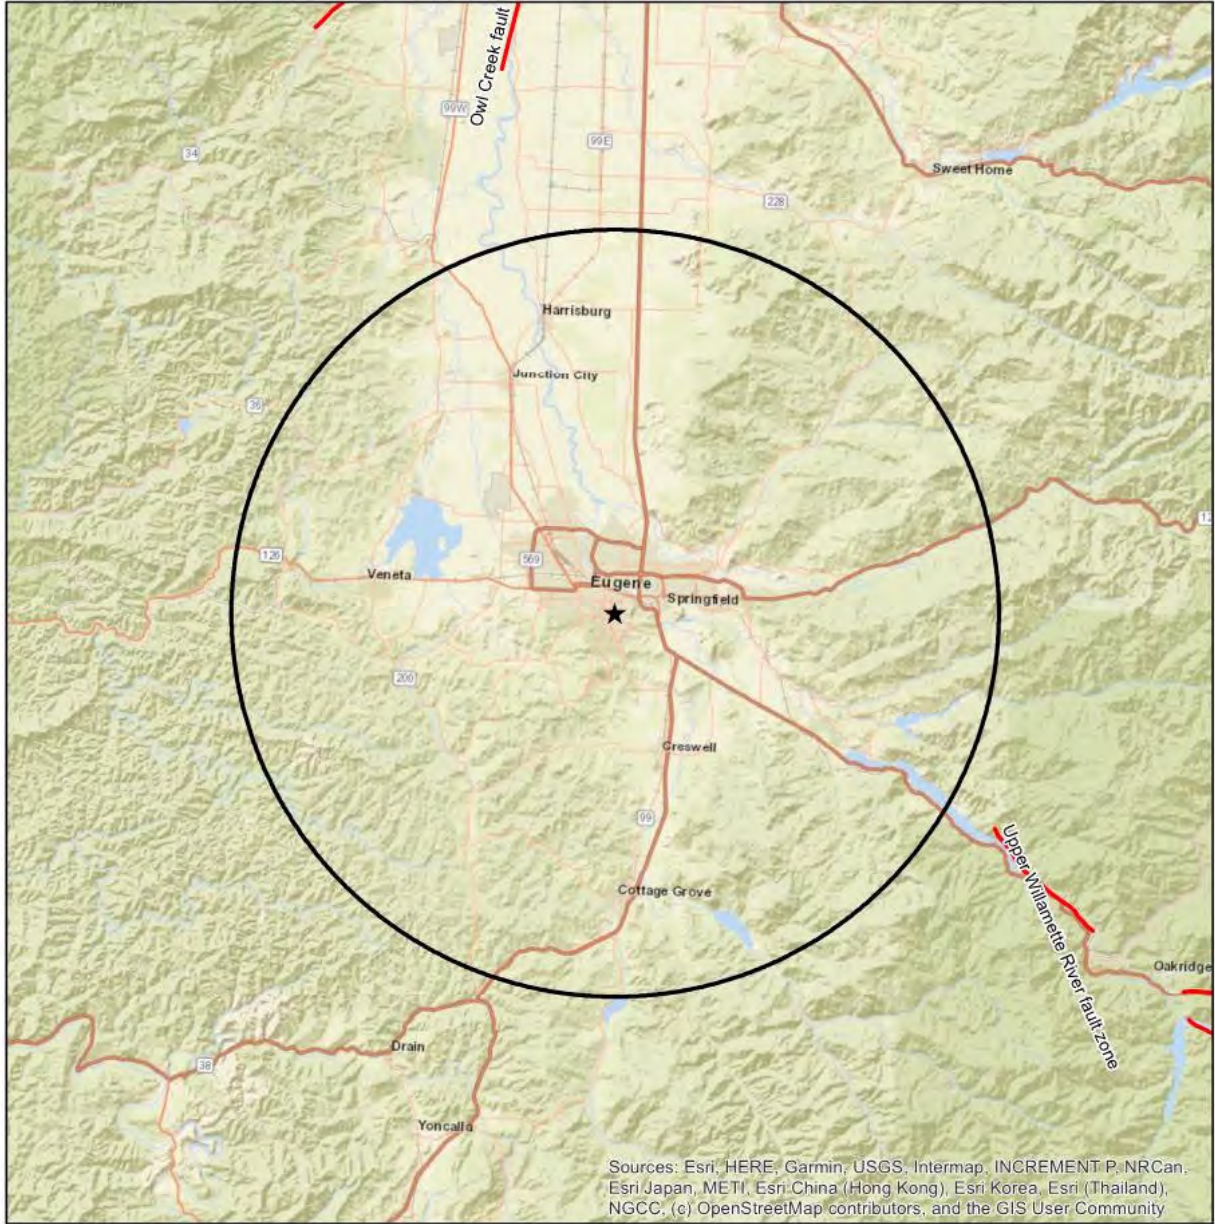 Owl Creek fault
99W
99E
34
Sweet Home
228
Harrisburg
Junction City
36
126
569
Veneta
Eugene
Springfield
200
Creswell
99
Cottage Grove
Upper Willamette River fault zone
Oakridge
Drain
38
Yoncalla
Sources: Esri, HERE, Garmin, USGS, Intermap, INCREMENT P, NRCan,
Esri Japan, METI, Esri China (Hong Kong), Esri Korea, Esri (Thailand),
NGCC, (c) OpenStreetMap contributors, and the GIS User Community